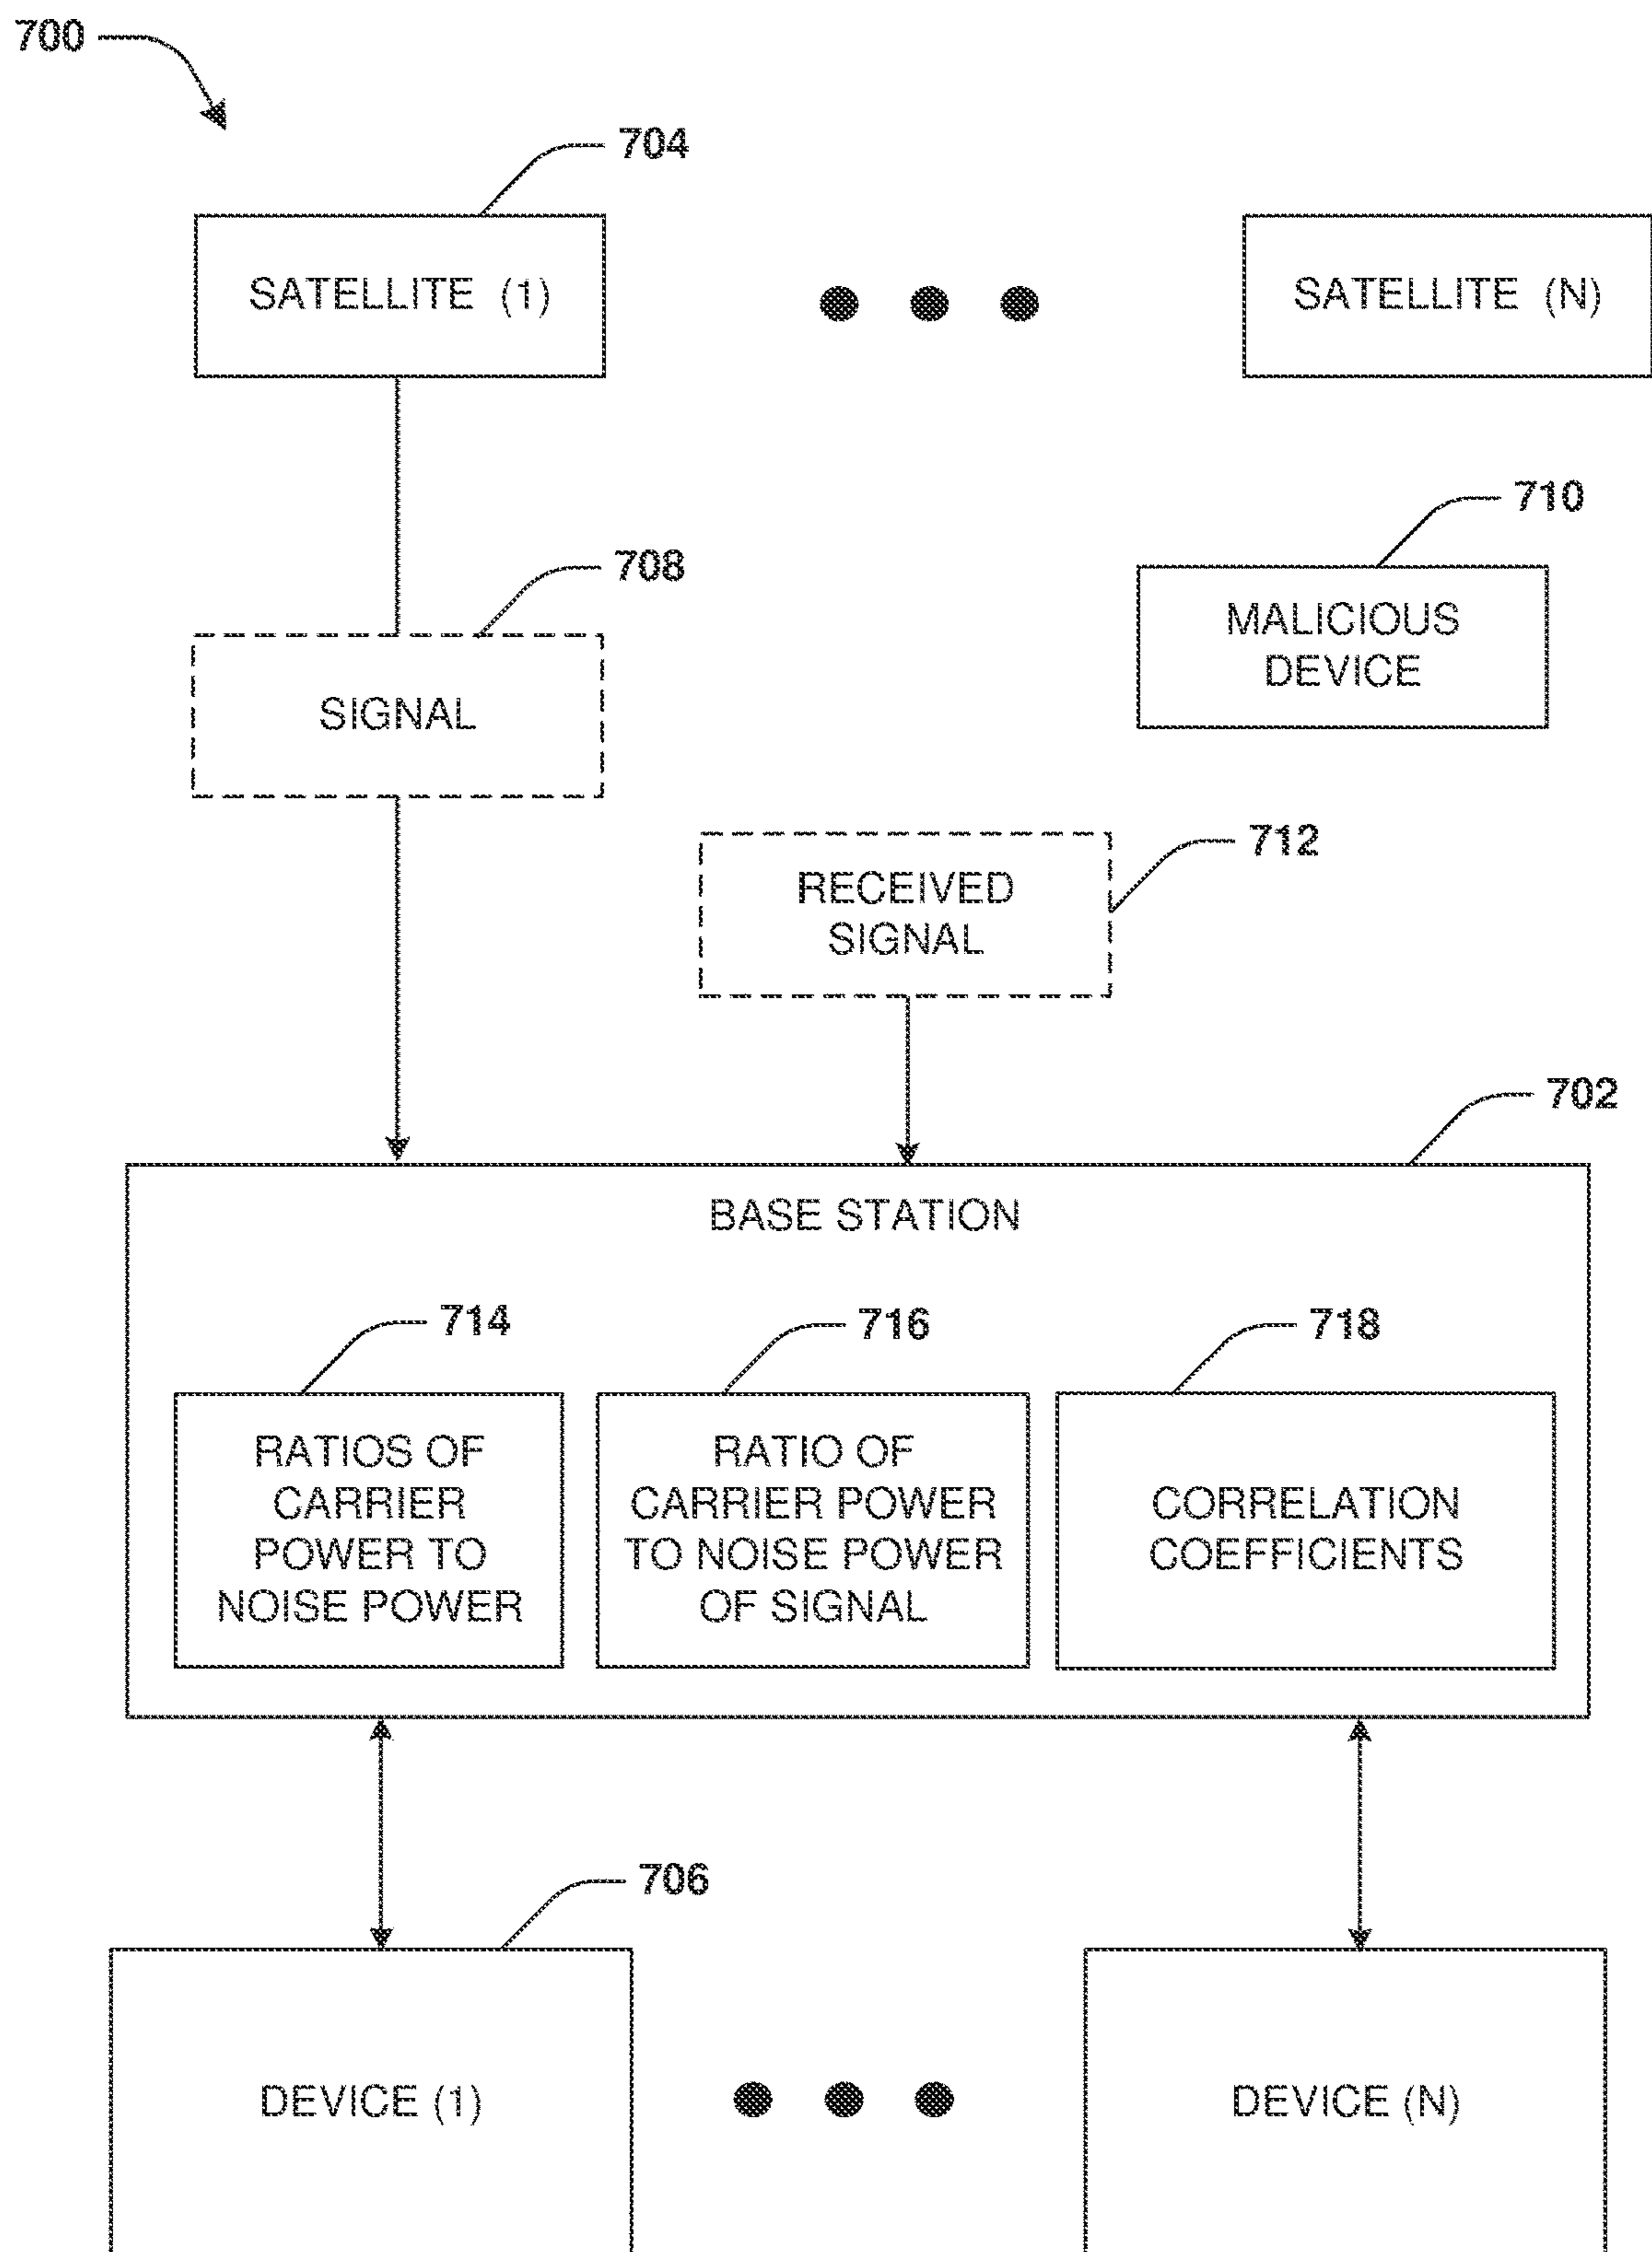 700
704
SATELLITE (1)
SATELLITE (N)
710
MALICIOUS
DEVICE
708
SIGNAL
712
RECEIVED
SIGNAL
702
BASE STATION
714
RATIOS OF
CARRIER
POWER TO
NOISE POWER
716
RATIO OF
CARRIER POWER
TO NOISE POWER
OF SIGNAL
718
CORRELATION
COEFFICIENTS
706
DEVICE (1)
DEVICE (N)